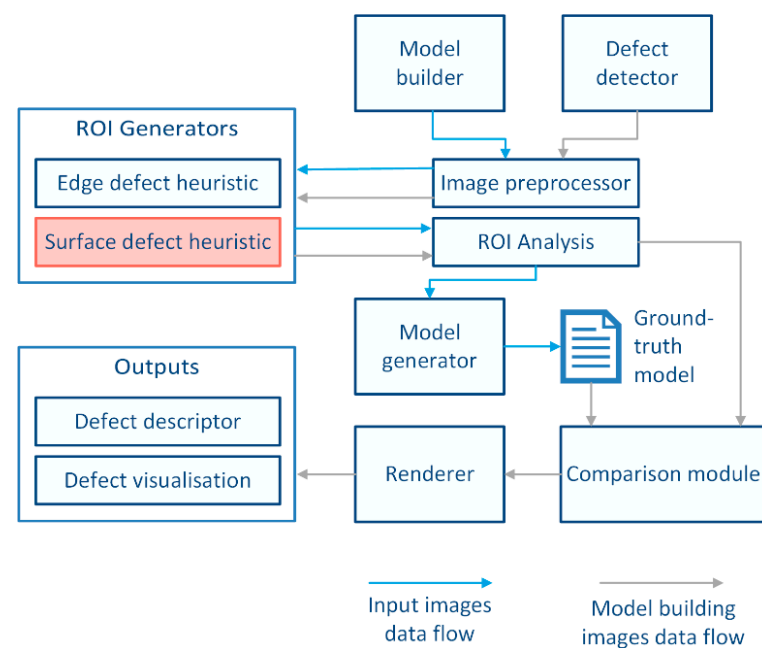 Model
builder
Defect
detector
ROI Generators
Edge defect heuristic
Surface defect heuristic
Image preprocessor
ROI Analysis
Model
generator
Ground-
truth
model
Outputs
Defect descriptor
Defect visualisation
Renderer
Comparison module
Input images
data flow
Model building
images data flow